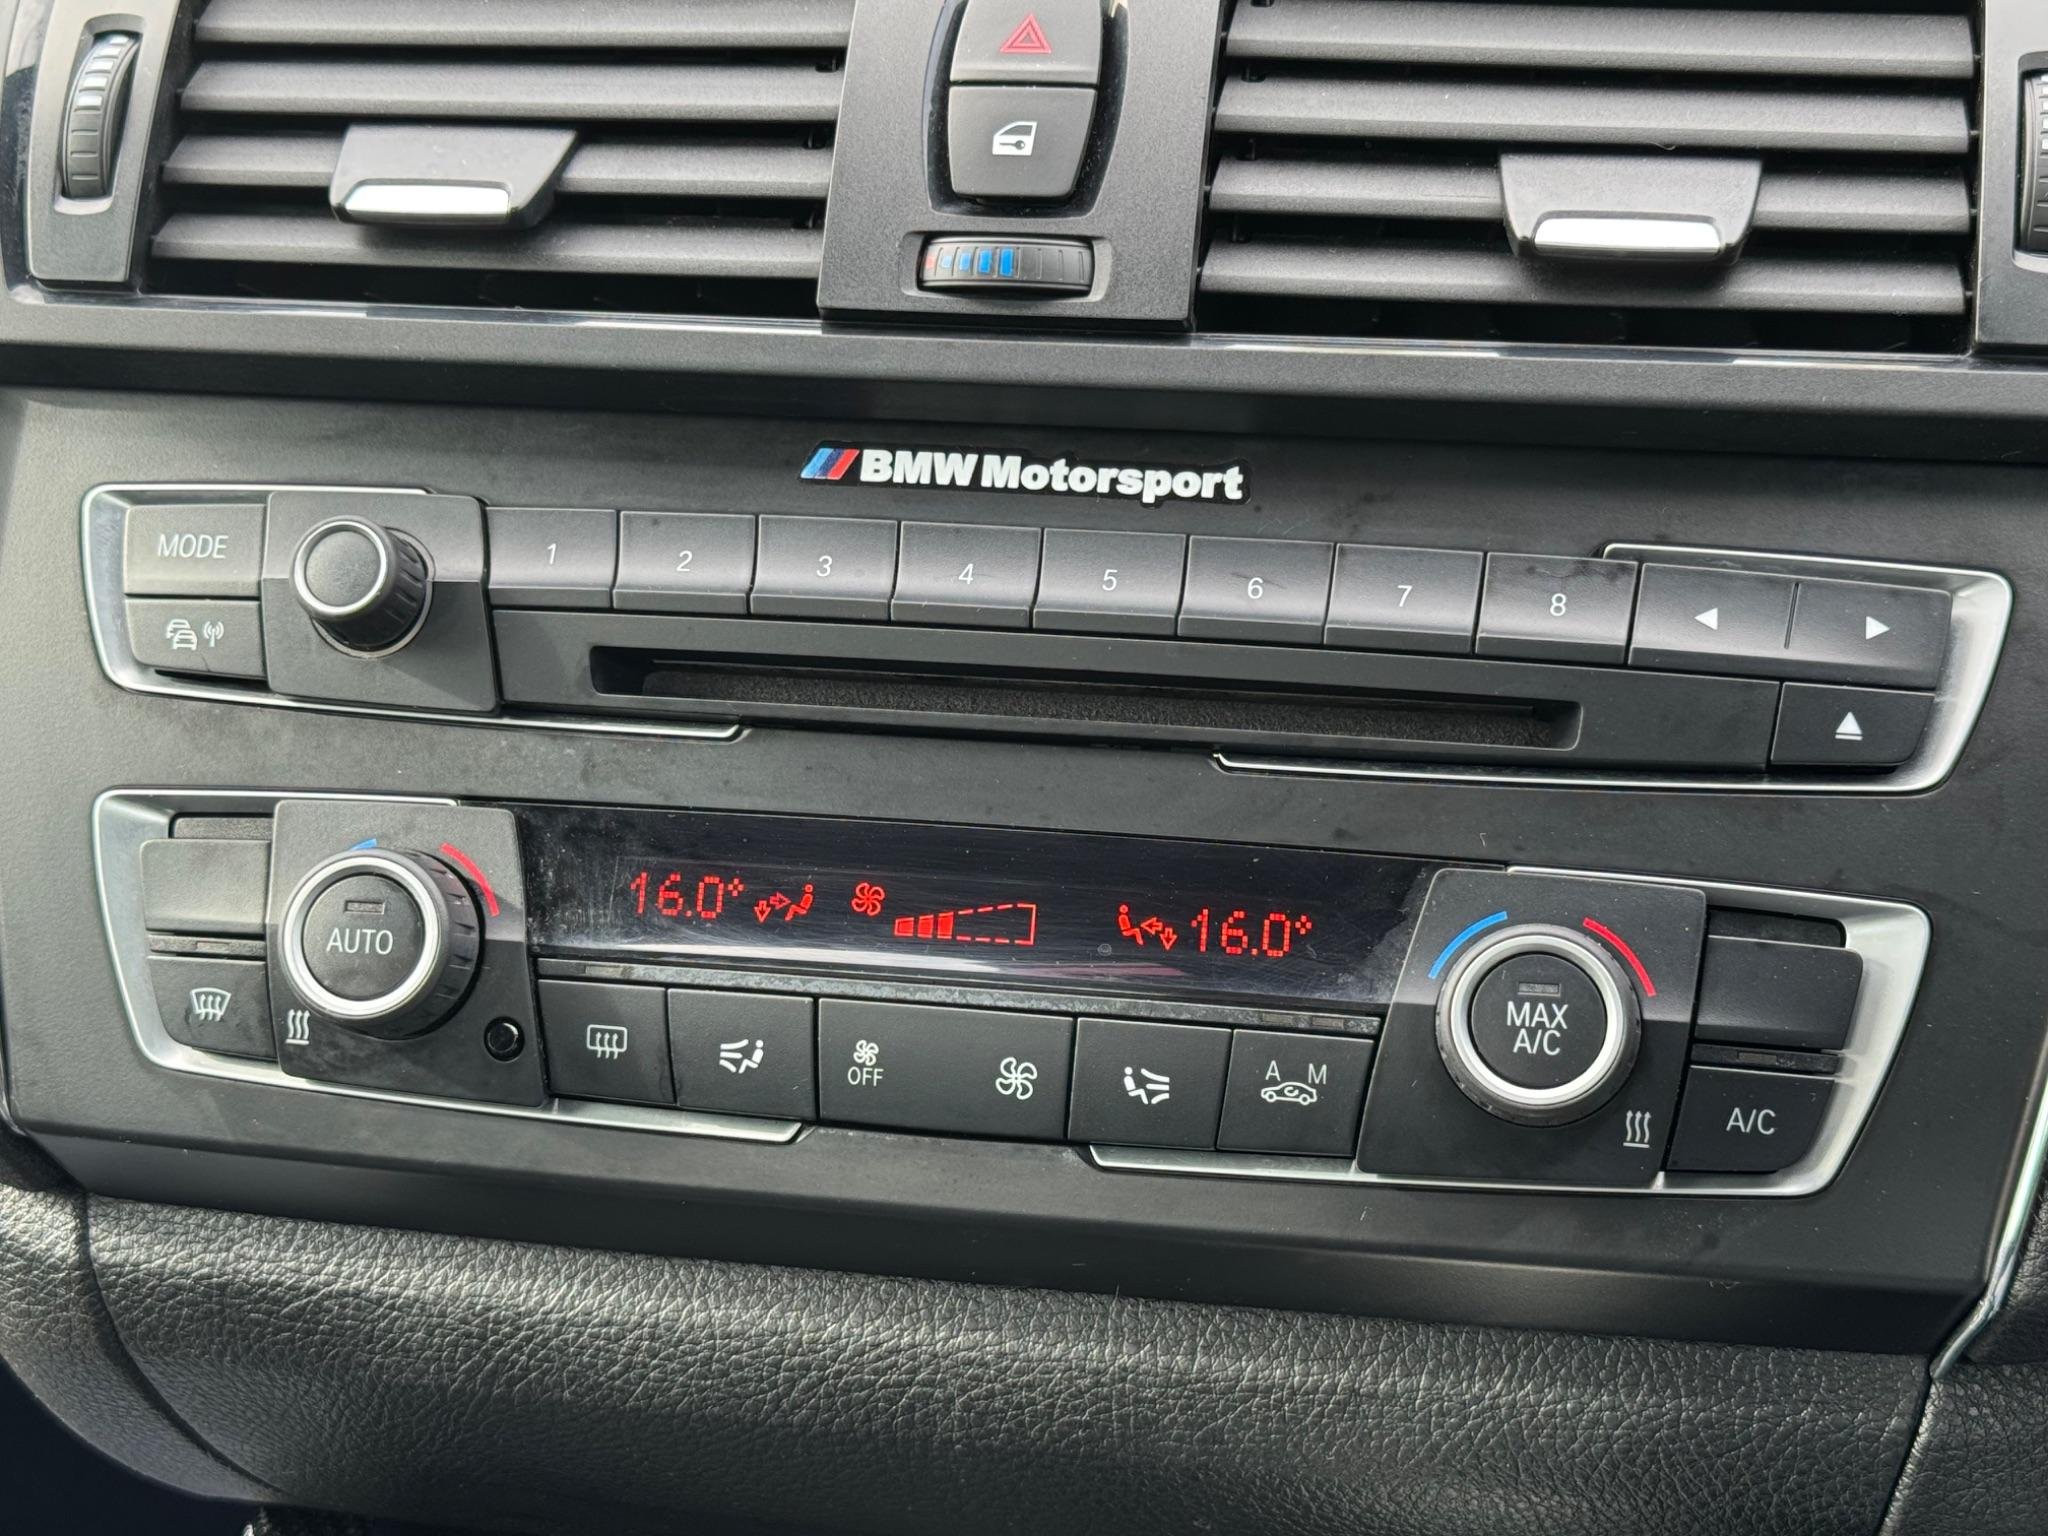 BMW Motorsport
MODE
1 2 3 4 5 6 7 8
16.0° 16.0°
AUTO
MAX
A/C
OFF
A M
A/C